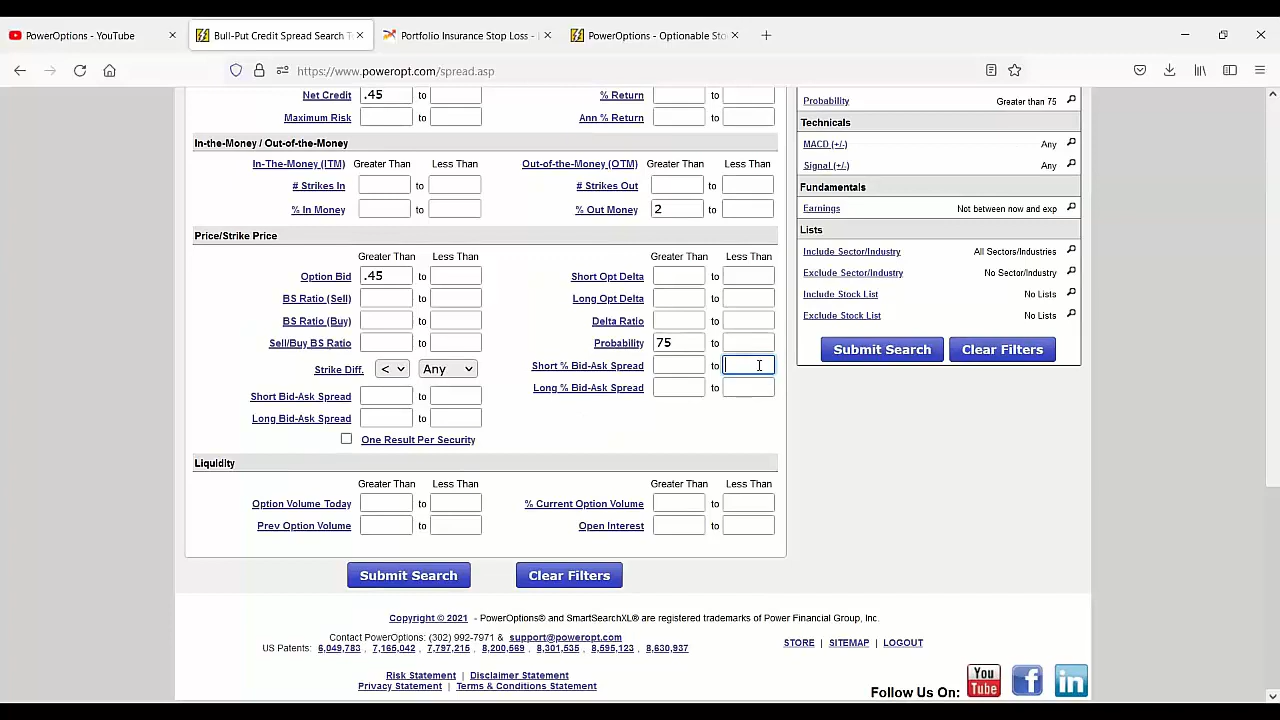 PowerOptions - YouTube
Bull-Put Credit Spread Search T
Portfolio Insurance Stop Loss -
PowerOptions - Optionable Sto
https://www.poweropt.com/spread.asp
Net Credit .45 to % Return to
Maximum Risk to Ann % Return to
In-the-Money / Out-of-the-Money
In-The-Money (ITM) Greater Than Less Than Out-of-the-Money (OTM) Greater Than Less Than
# Strikes In to # Strikes Out to
% In Money to % Out Money 2 to
Price/Strike Price
Greater Than Less Than Greater Than Less Than
Option Bid .45 to Short Opt Delta to
BS Ratio (Sell) to Long Opt Delta to
BS Ratio (Buy) to Delta Ratio to
Sell/Buy BS Ratio to Probability 75 to
Strike Diff. < Any Short % Bid-Ask Spread to
Short Bid-Ask Spread to Long % Bid-Ask Spread to
Long Bid-Ask Spread to
One Result Per Security
Liquidity
Greater Than Less Than Greater Than Less Than
Option Volume Today to % Current Option Volume to
Prev Option Volume to Open Interest to
Submit Search Clear Filters
Probability Greater than 75
Technicals
MACD (+/-) Any
Signal (+/-) Any
Fundamentals
Earnings Not between now and exp
Lists
Include Sector/Industry All Sectors/Industries
Exclude Sector/Industry No Sector/Industry
Include Stock List No Lists
Exclude Stock List No Lists
Submit Search Clear Filters
Copyright © 2021 - PowerOptions® and SmartSearchXL® are registered trademarks of Power Financial Group, Inc.
Contact PowerOptions: (302) 992-7971 & support@poweropt.com
US Patents: 6,049,783 , 7,165,042 , 7,797,215 , 8,200,569 , 8,301,535 , 8,595,123 , 8,630,937
STORE | SITEMAP | LOGOUT
Risk Statement | Disclaimer Statement
Privacy Statement | Terms & Conditions Statement
Follow Us On: You Tube f in